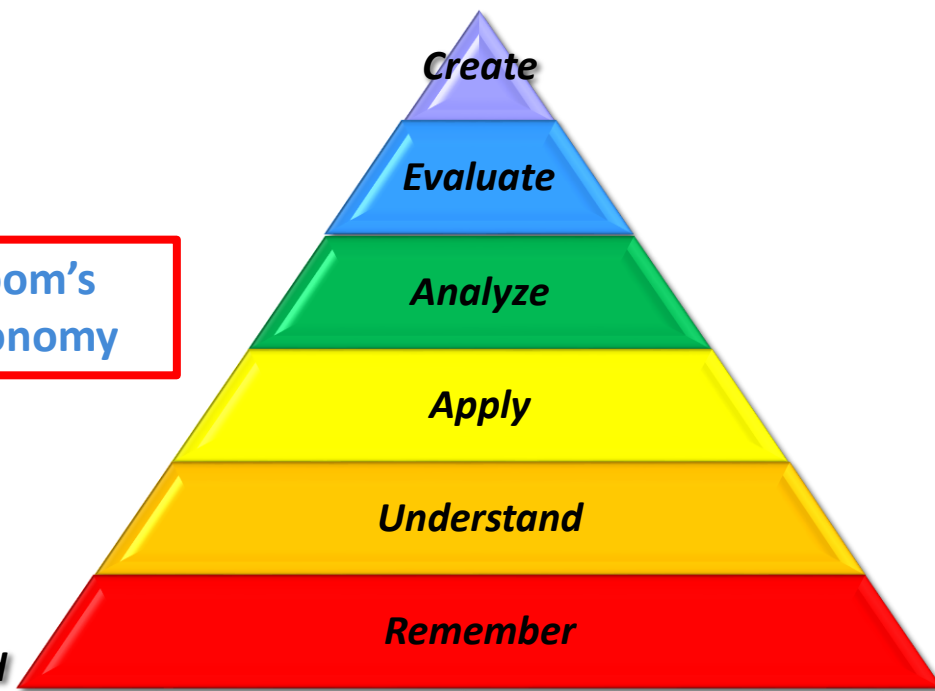 Create
Evaluate
Analyze
om's
onomy
Apply
Understand
Remember